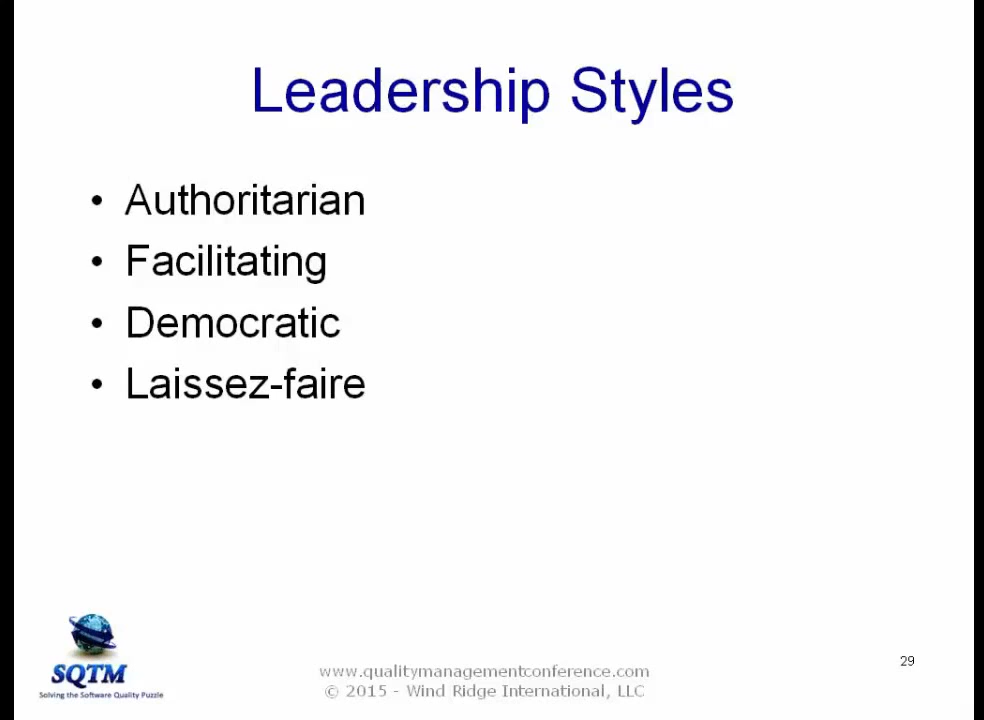 Leadership Styles
• Authoritarian
• Facilitating
• Democratic
• Laissez-faire
SQTM
Solving the Software Quality Puzzle
www.qualitymanagementconference.com
© 2015 - Wind Ridge International, LLC
29